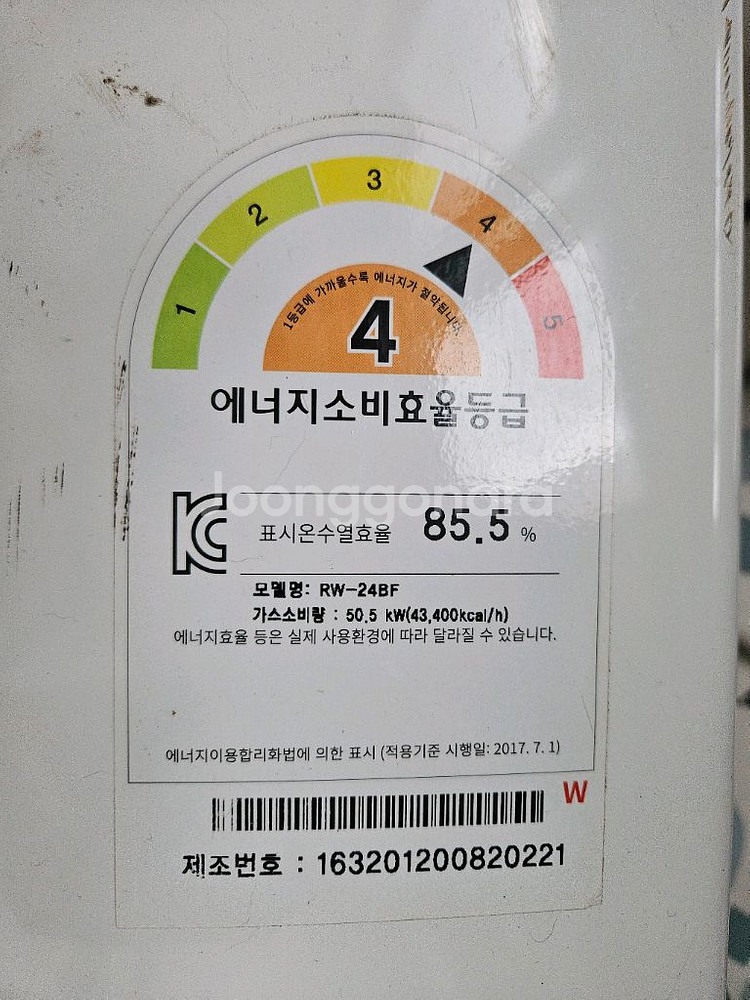 1 2 3 4 5
1등급에 가까울수록 에너지가 절약됩니다
4
에너지소비효율등급
joonggonara
KC
표시온수열효율 85.5 %
모델명: RW-24BF
가스소비량 : 50.5 kW(43,400kcal/h)
에너지효율 등은 실제 사용환경에 따라 달라질 수 있습니다.
에너지이용합리화법에 의한 표시 (적용기준 시행일: 2017. 7. 1)
W
제조번호 : 163201200820221